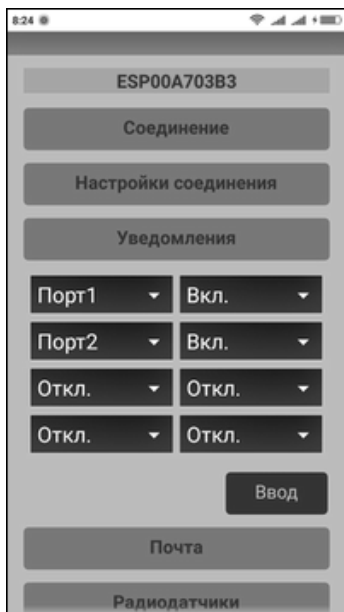 8:24
ESP00A703B3
Соединение
Настройки соединения
Уведомления
Порт1 Вкл.
Порт2 Вкл.
Откл. Откл.
Откл. Откл.
Ввод
Почта
Радиодатчики